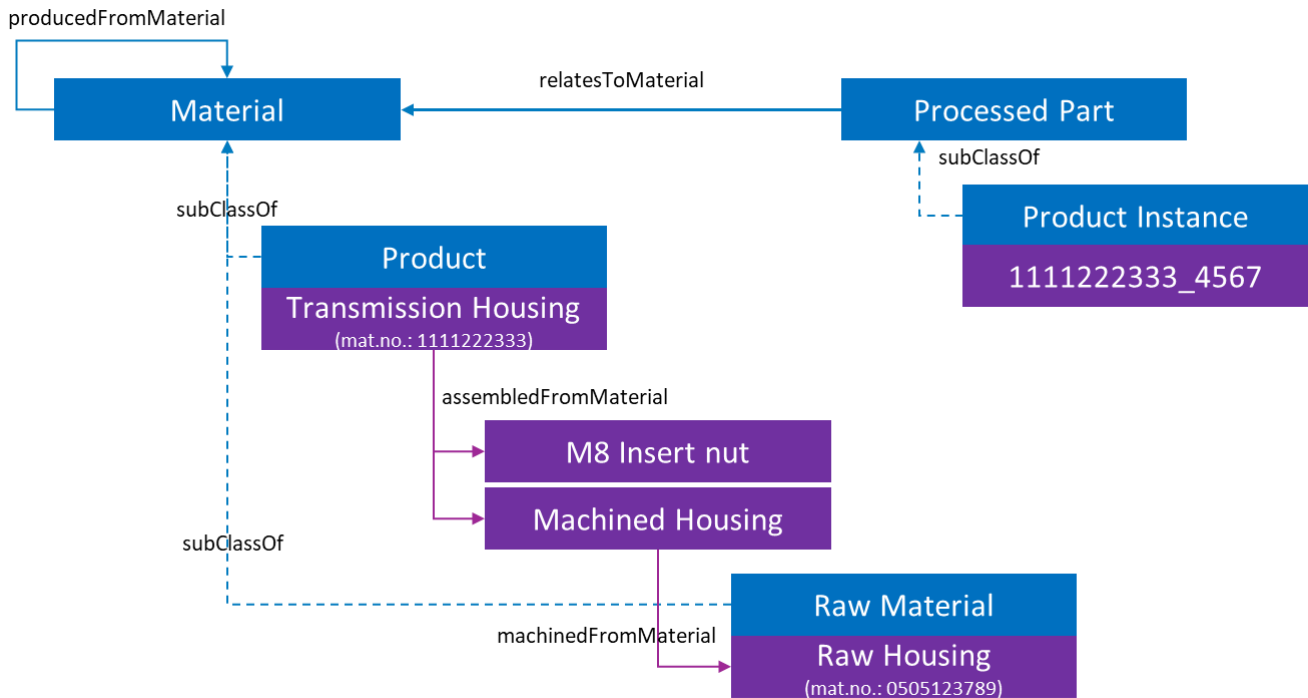 producedFromMaterial
relatesToMaterial
Material
Processed Part
subClassOf
subClassOf
Product Instance
1111222333_4567
Product
Transmission Housing
(mat.no.: 1111222333)
assembledFromMaterial
M8 Insert nut
Machined Housing
subClassOf
Raw Material
machinedFromMaterial
Raw Housing
(mat.no.: 0505123789)